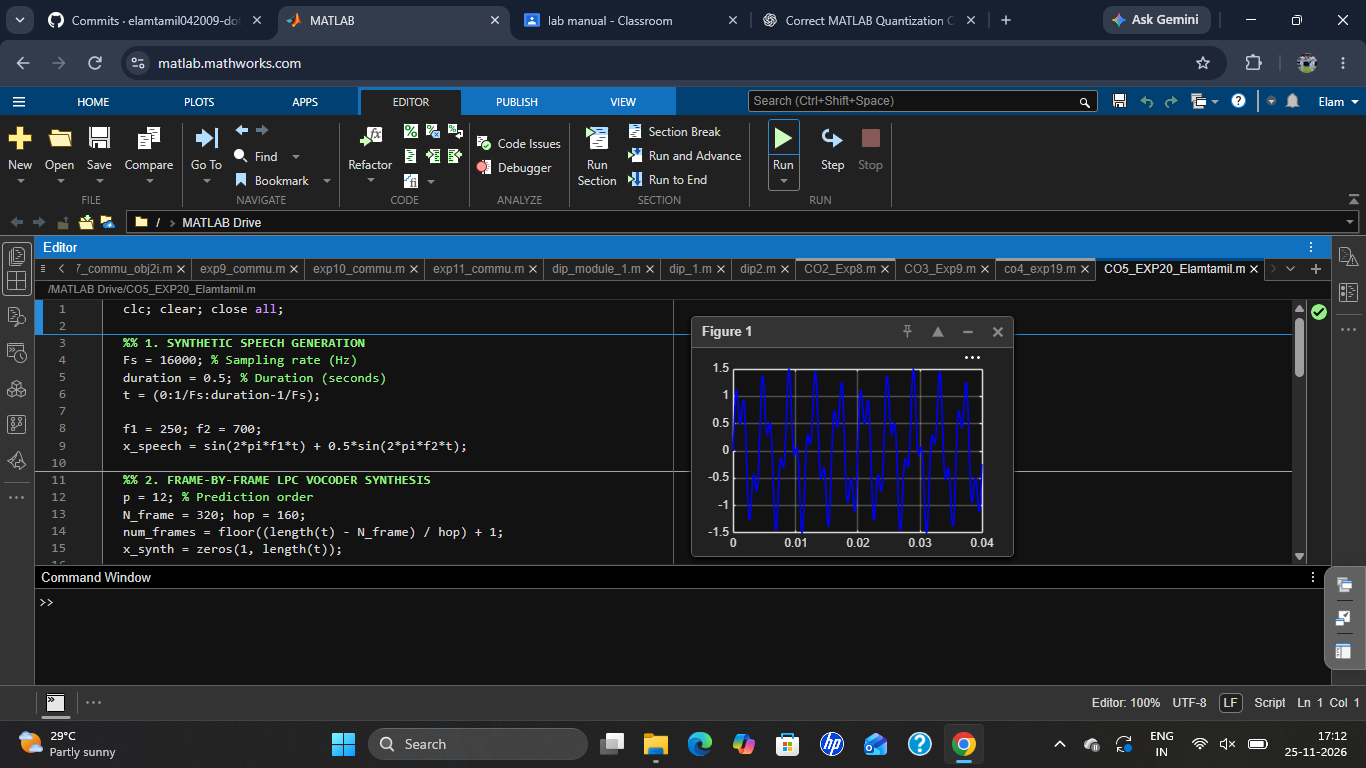 Commits · elamtamil042009-dot
MATLAB
lab manual - Classroom
Correct MATLAB Quantization C
Ask Gemini
matlab.mathworks.com
HOME
PLOTS
APPS
EDITOR
PUBLISH
VIEW
Search (Ctrl+Shift+Space)
Elam
New
Open
Save
Compare
Go To
Find
Bookmark
Refactor
Code Issues
Debugger
Run Section
Section Break
Run and Advance
Run to End
Run
Step
Stop
FILE
NAVIGATE
CODE
ANALYZE
SECTION
RUN
/ › MATLAB Drive
Editor
7_commu_obj2i.m
exp9_commu.m
exp10_commu.m
exp11_commu.m
dip_module_1.m
dip_1.m
dip2.m
CO2_Exp8.m
CO3_Exp9.m
co4_exp19.m
CO5_EXP20_Elamtamil.m
/MATLAB Drive/CO5_EXP20_Elamtamil.m
1 clc; clear; close all;
2
3 %% 1. SYNTHETIC SPEECH GENERATION
4 Fs = 16000; % Sampling rate (Hz)
5 duration = 0.5; % Duration (seconds)
6 t = (0:1/Fs:duration-1/Fs);
7
8 f1 = 250; f2 = 700;
9 x_speech = sin(2*pi*f1*t) + 0.5*sin(2*pi*f2*t);
10
11 %% 2. FRAME-BY-FRAME LPC VOCODER SYNTHESIS
12 p = 12; % Prediction order
13 N_frame = 320; hop = 160;
14 num_frames = floor((length(t) - N_frame) / hop) + 1;
15 x_synth = zeros(1, length(t));
Figure 1
1.5
1
0.5
0
-0.5
-1
-1.5
0 0.01 0.02 0.03 0.04
Command Window
>>
Editor: 100% UTF-8 LF Script Ln 1 Col 1
29°C
Partly sunny
Search
ENG
IN
17:12
25-11-2026